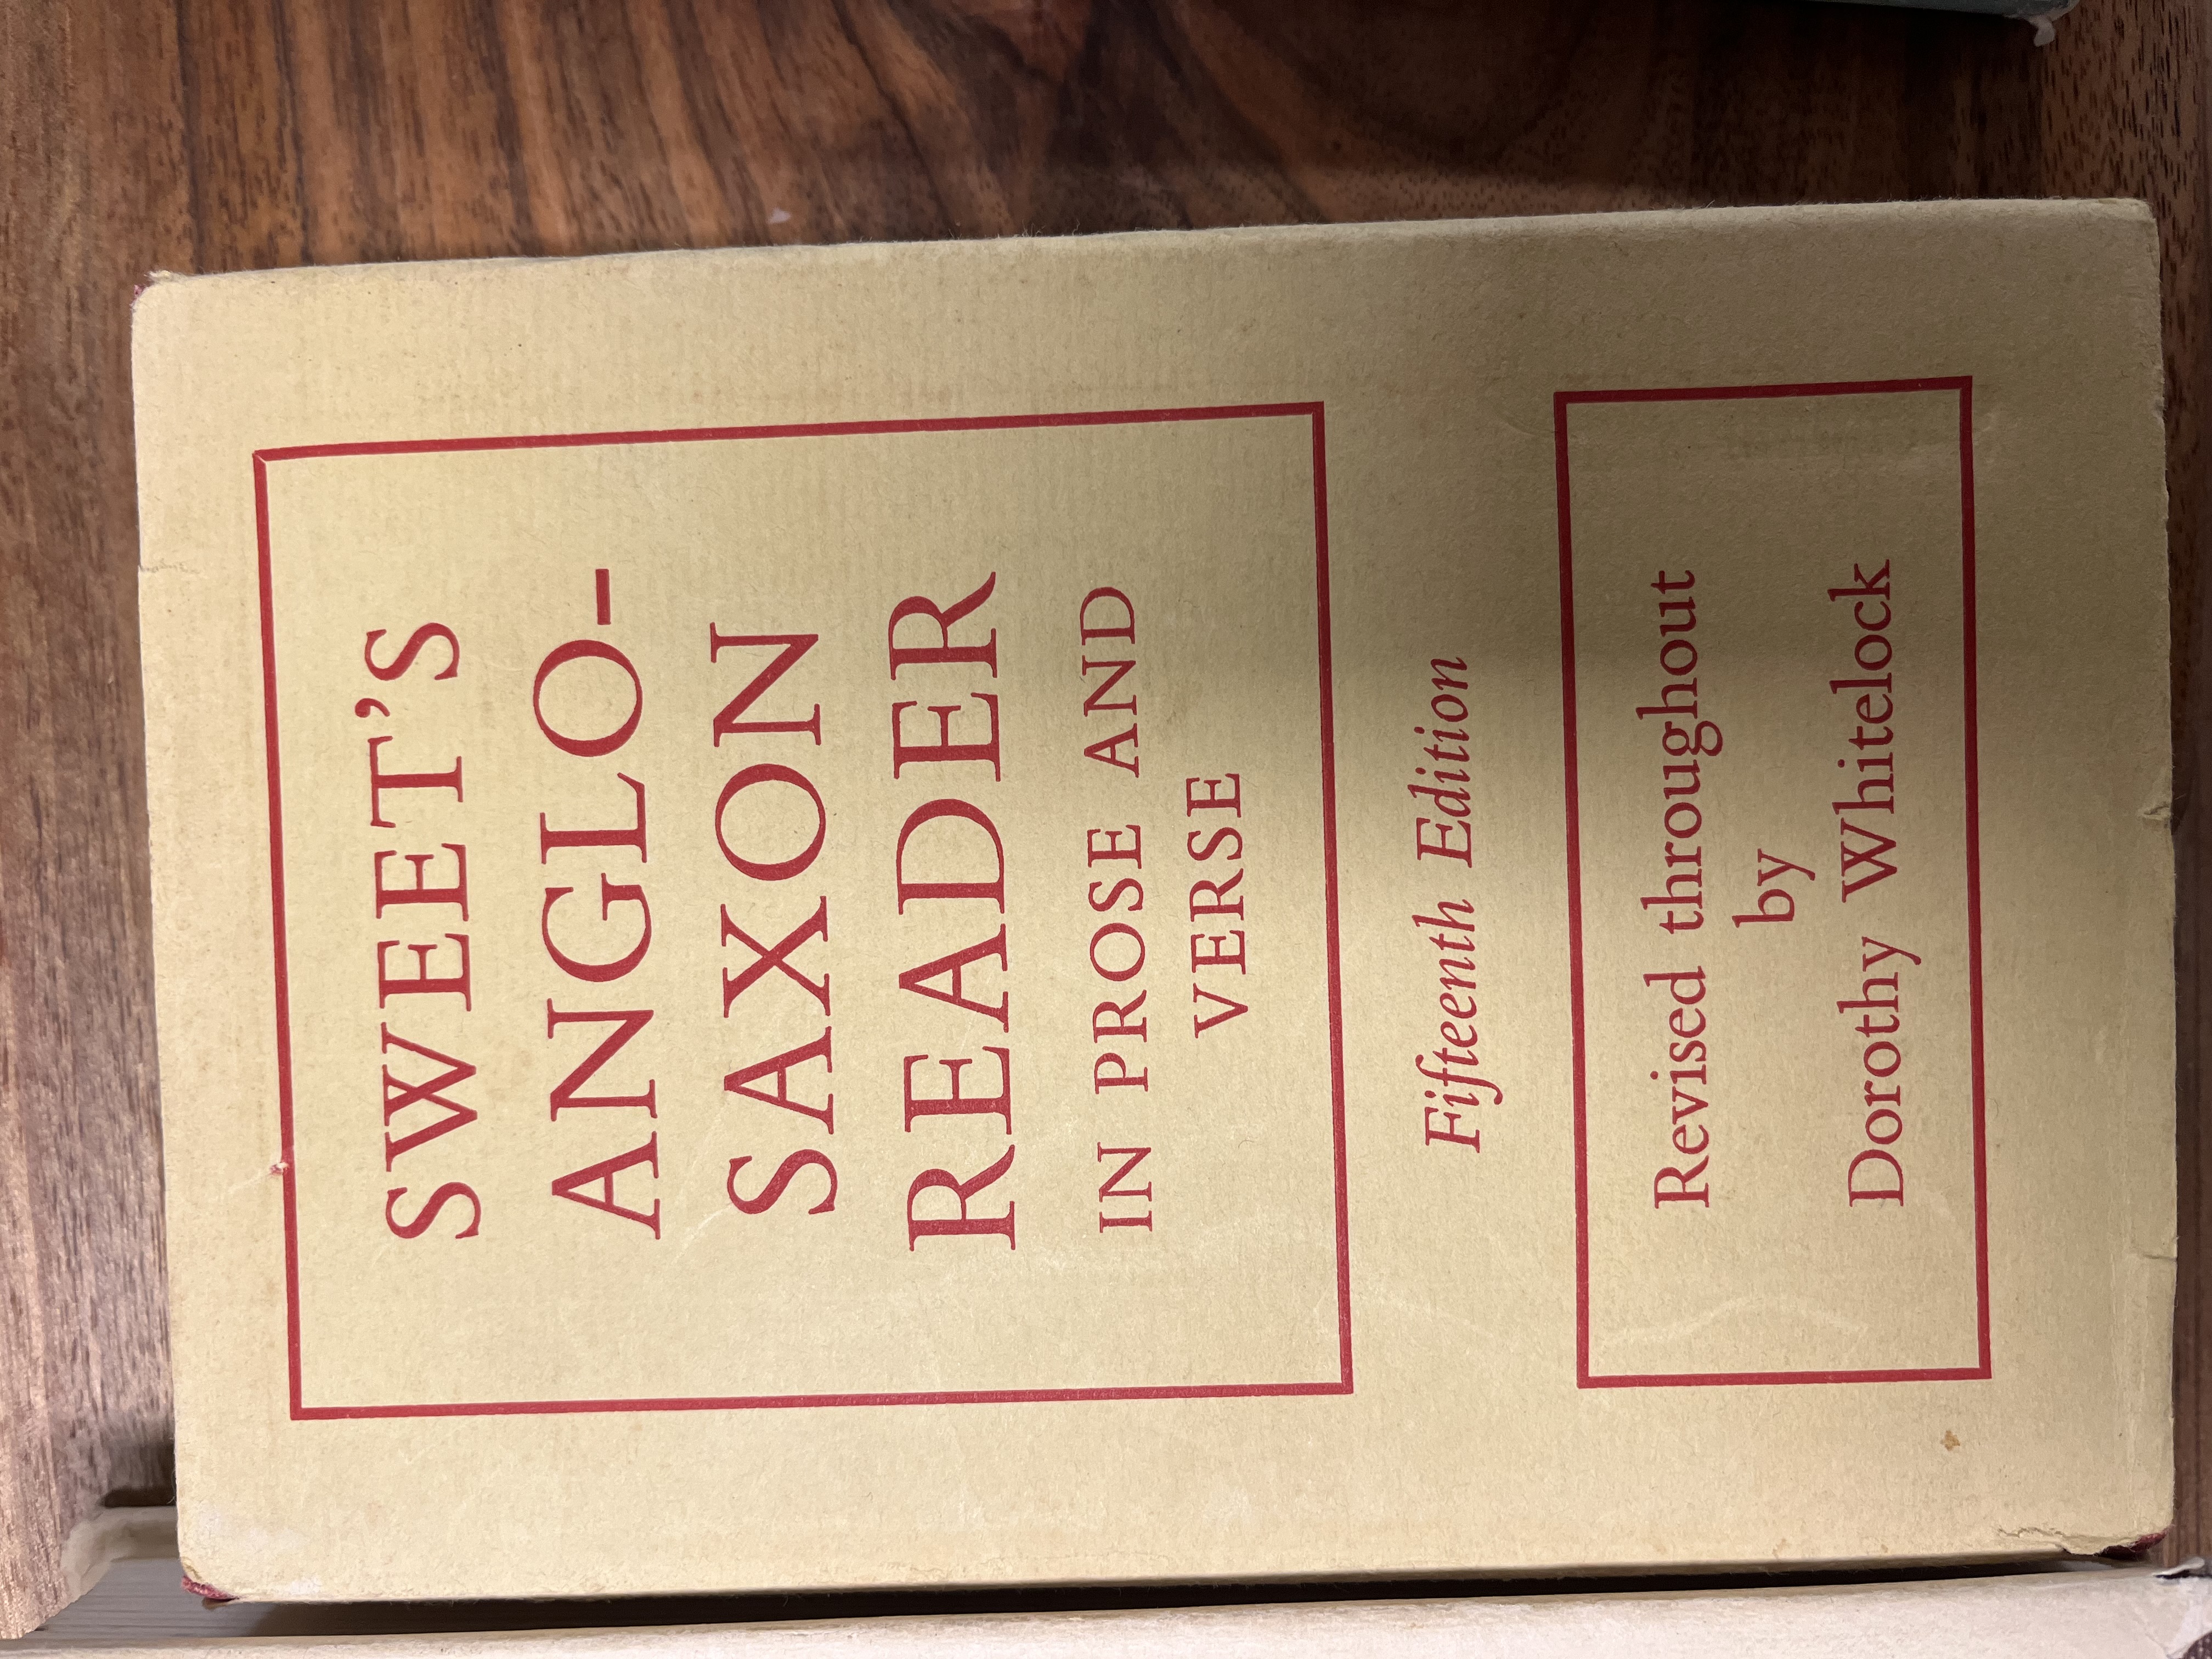 SWEET'S
ANGLO-
SAXON
READER
IN PROSE AND
VERSE
Fifteenth Edition
Revised throughout
by
Dorothy Whitelock